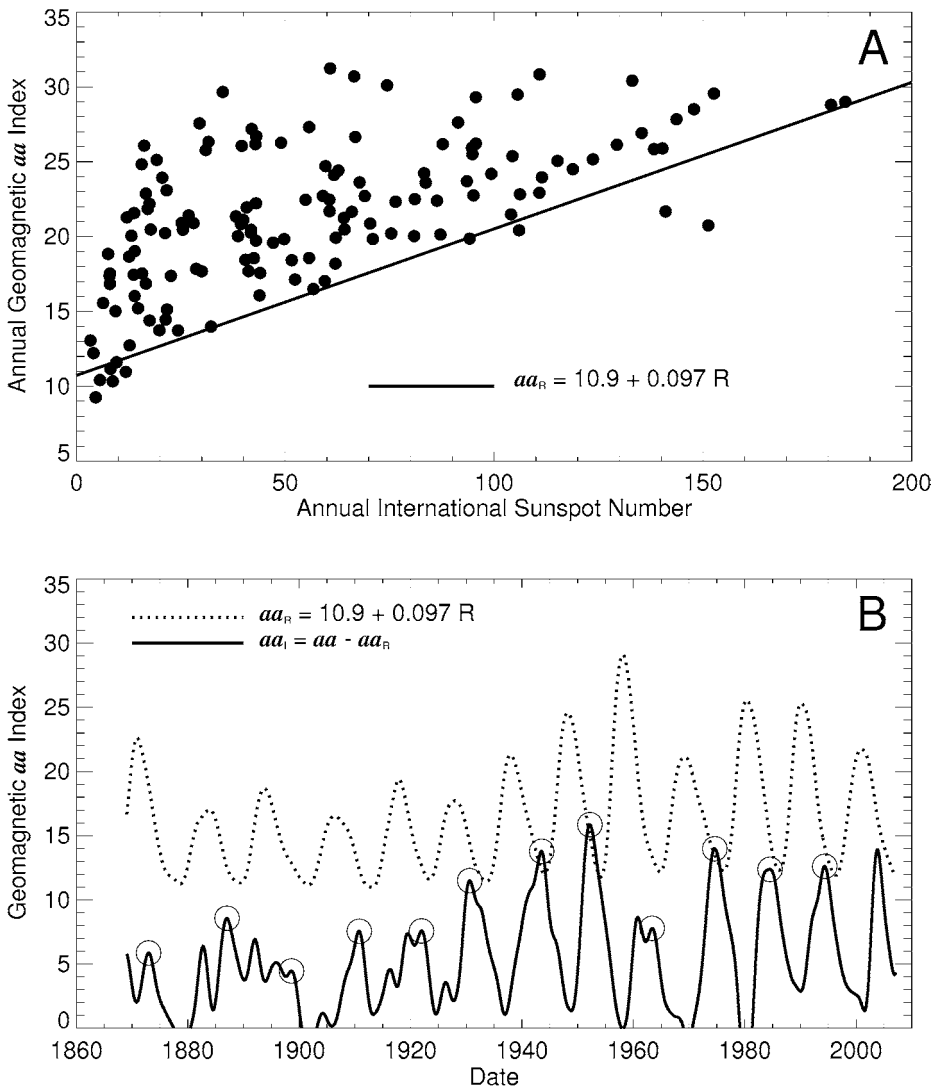 A
35
30
25
20
15
10
5
Annual Geomagnetic aa Index
aaR = 10.9 + 0.097 R
0 50 100 150 200
Annual International Sunspot Number
B
35
30
25
20
15
10
5
0
Geomagnetic aa Index
aaR = 10.9 + 0.097 R
aaI = aa - aaR
1860 1880 1900 1920 1940 1960 1980 2000
Date